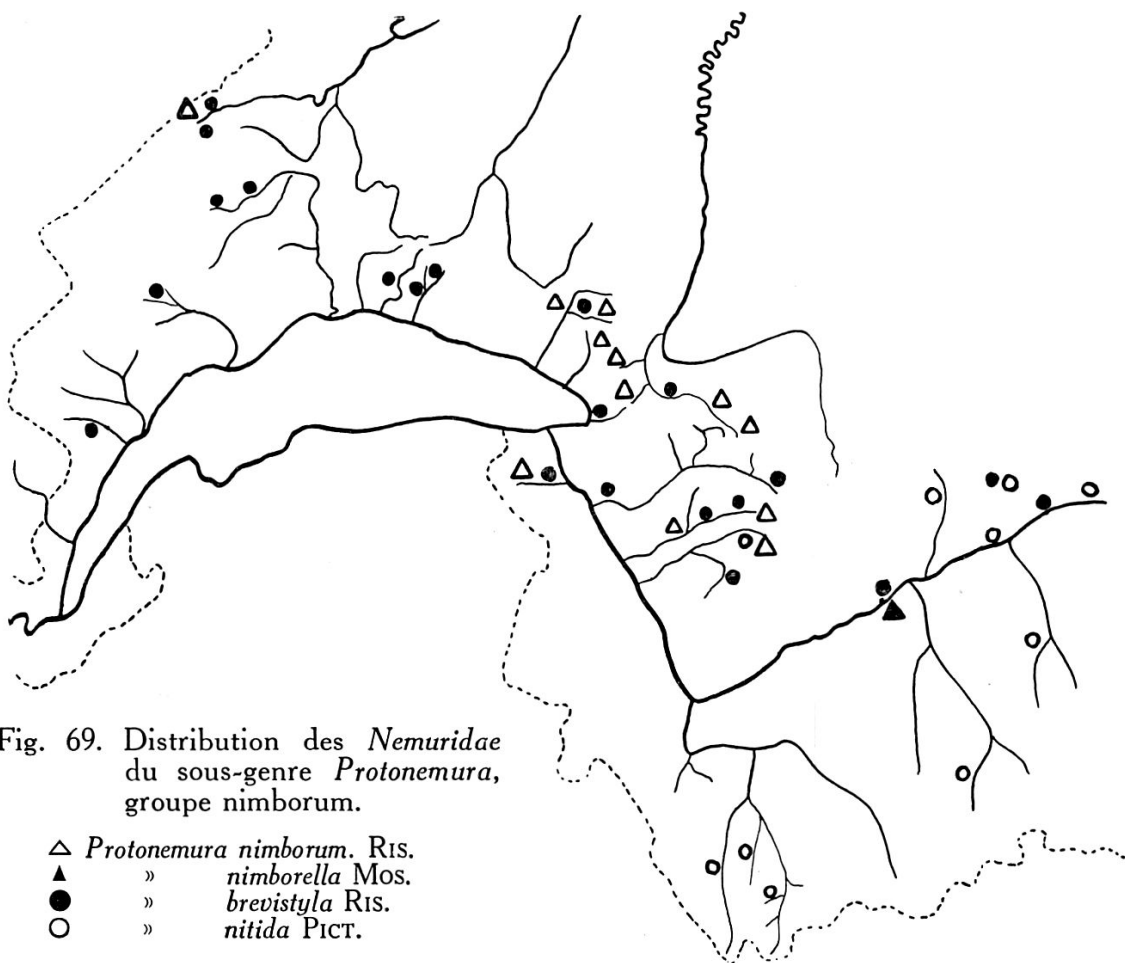 Fig. 69. Distribution des Nemuridae
du sous-genre Protonemura,
groupe nimborum.
△ Protonemura nimborum. RIS.
▲ » nimborella MOS.
● » brevistyla RIS.
○ » nitida PICT.